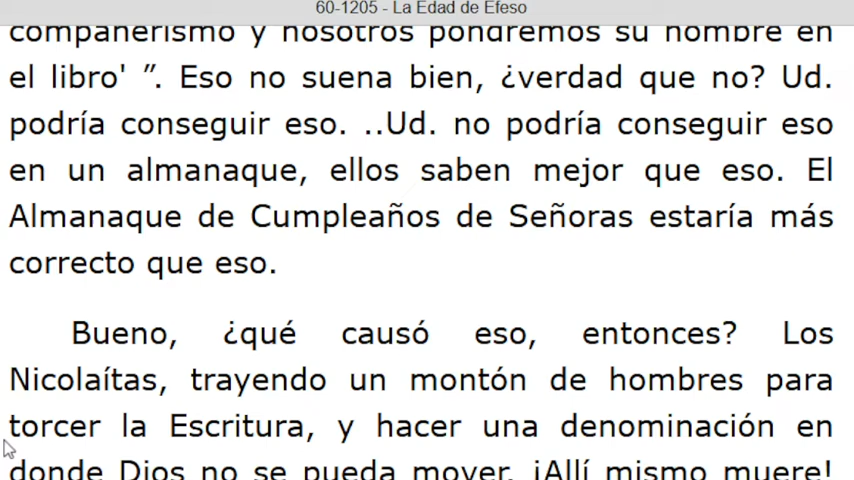 60-1205 - La Edad de Efeso
compañerismo y nosotros pondremos su nombre en
el libro' ”. Eso no suena bien, ¿verdad que no? Ud.
podría conseguir eso. ..Ud. no podría conseguir eso
en un almanaque, ellos saben mejor que eso. El
Almanaque de Cumpleaños de Señoras estaría más
correcto que eso.
Bueno, ¿qué causó eso, entonces? Los
Nicolaítas, trayendo un montón de hombres para
torcer la Escritura, y hacer una denominación en
donde Dios no se pueda mover. ¡Allí mismo muere!